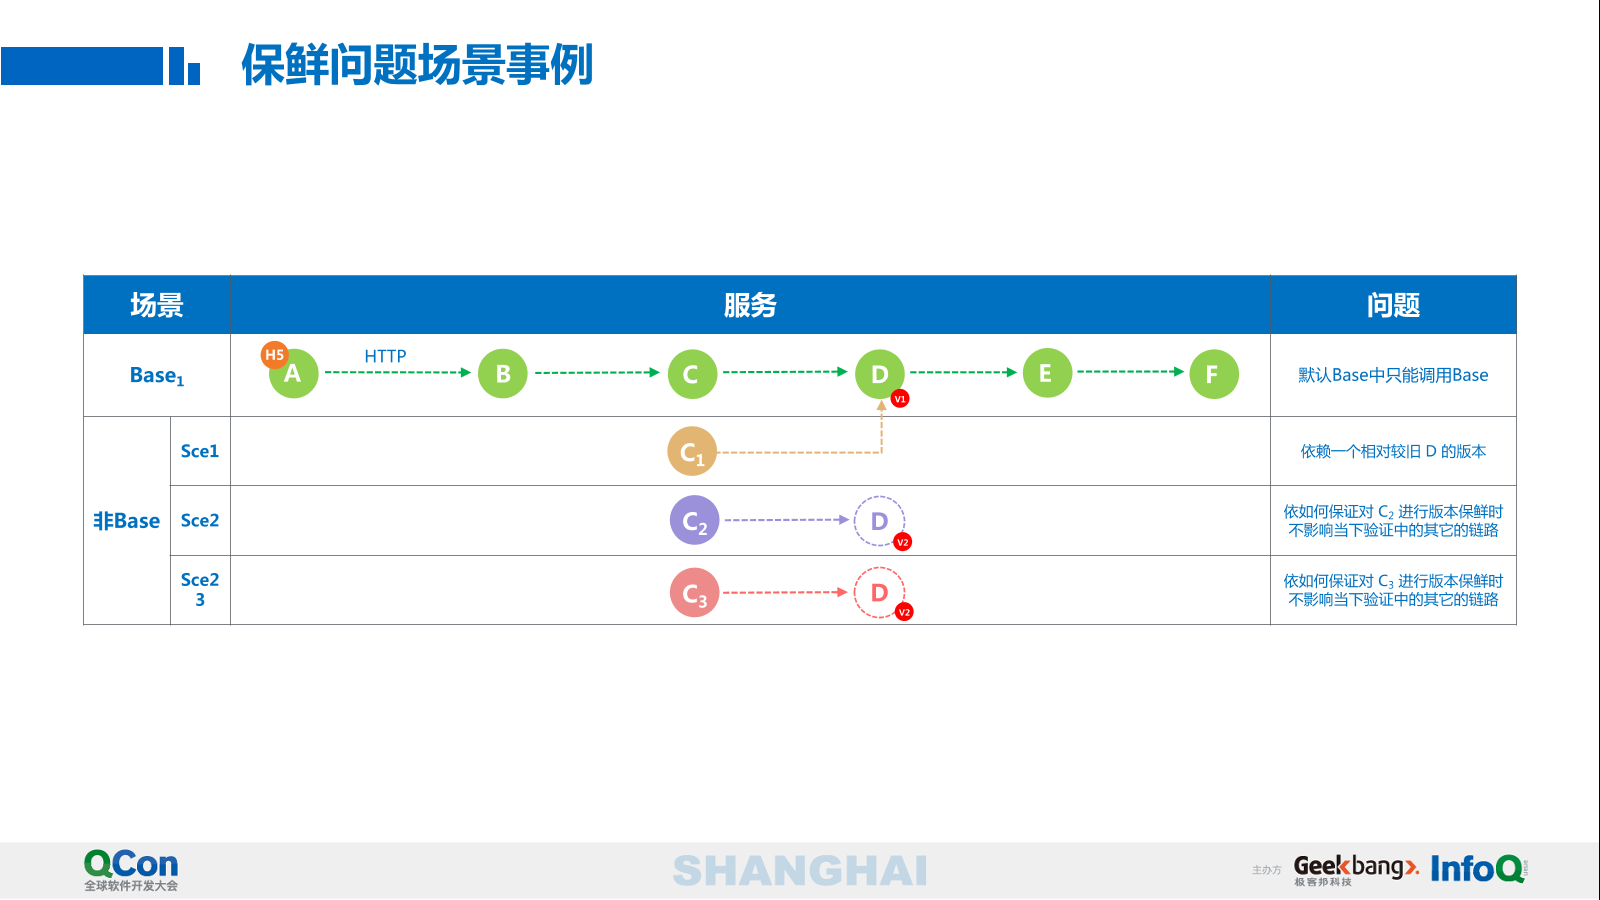 保鲜问题场景事例
场景
服务
问题
Base1
H5
A
HTTP
B
C
D
V1
E
F
默认Base中只能调用Base
非Base
Sce1
C1
依赖一个相对较旧 D 的版本
Sce2
C2
D
V2
依如何保证对 C2 进行版本保鲜时
不影响当下验证中的其它的链路
Sce2
3
C3
D
V2
依如何保证对 C3 进行版本保鲜时
不影响当下验证中的其它的链路
QCon
全球软件开发大会
SHANGHAI
主办方
Geekbang>.
极客邦科技
InfoQ